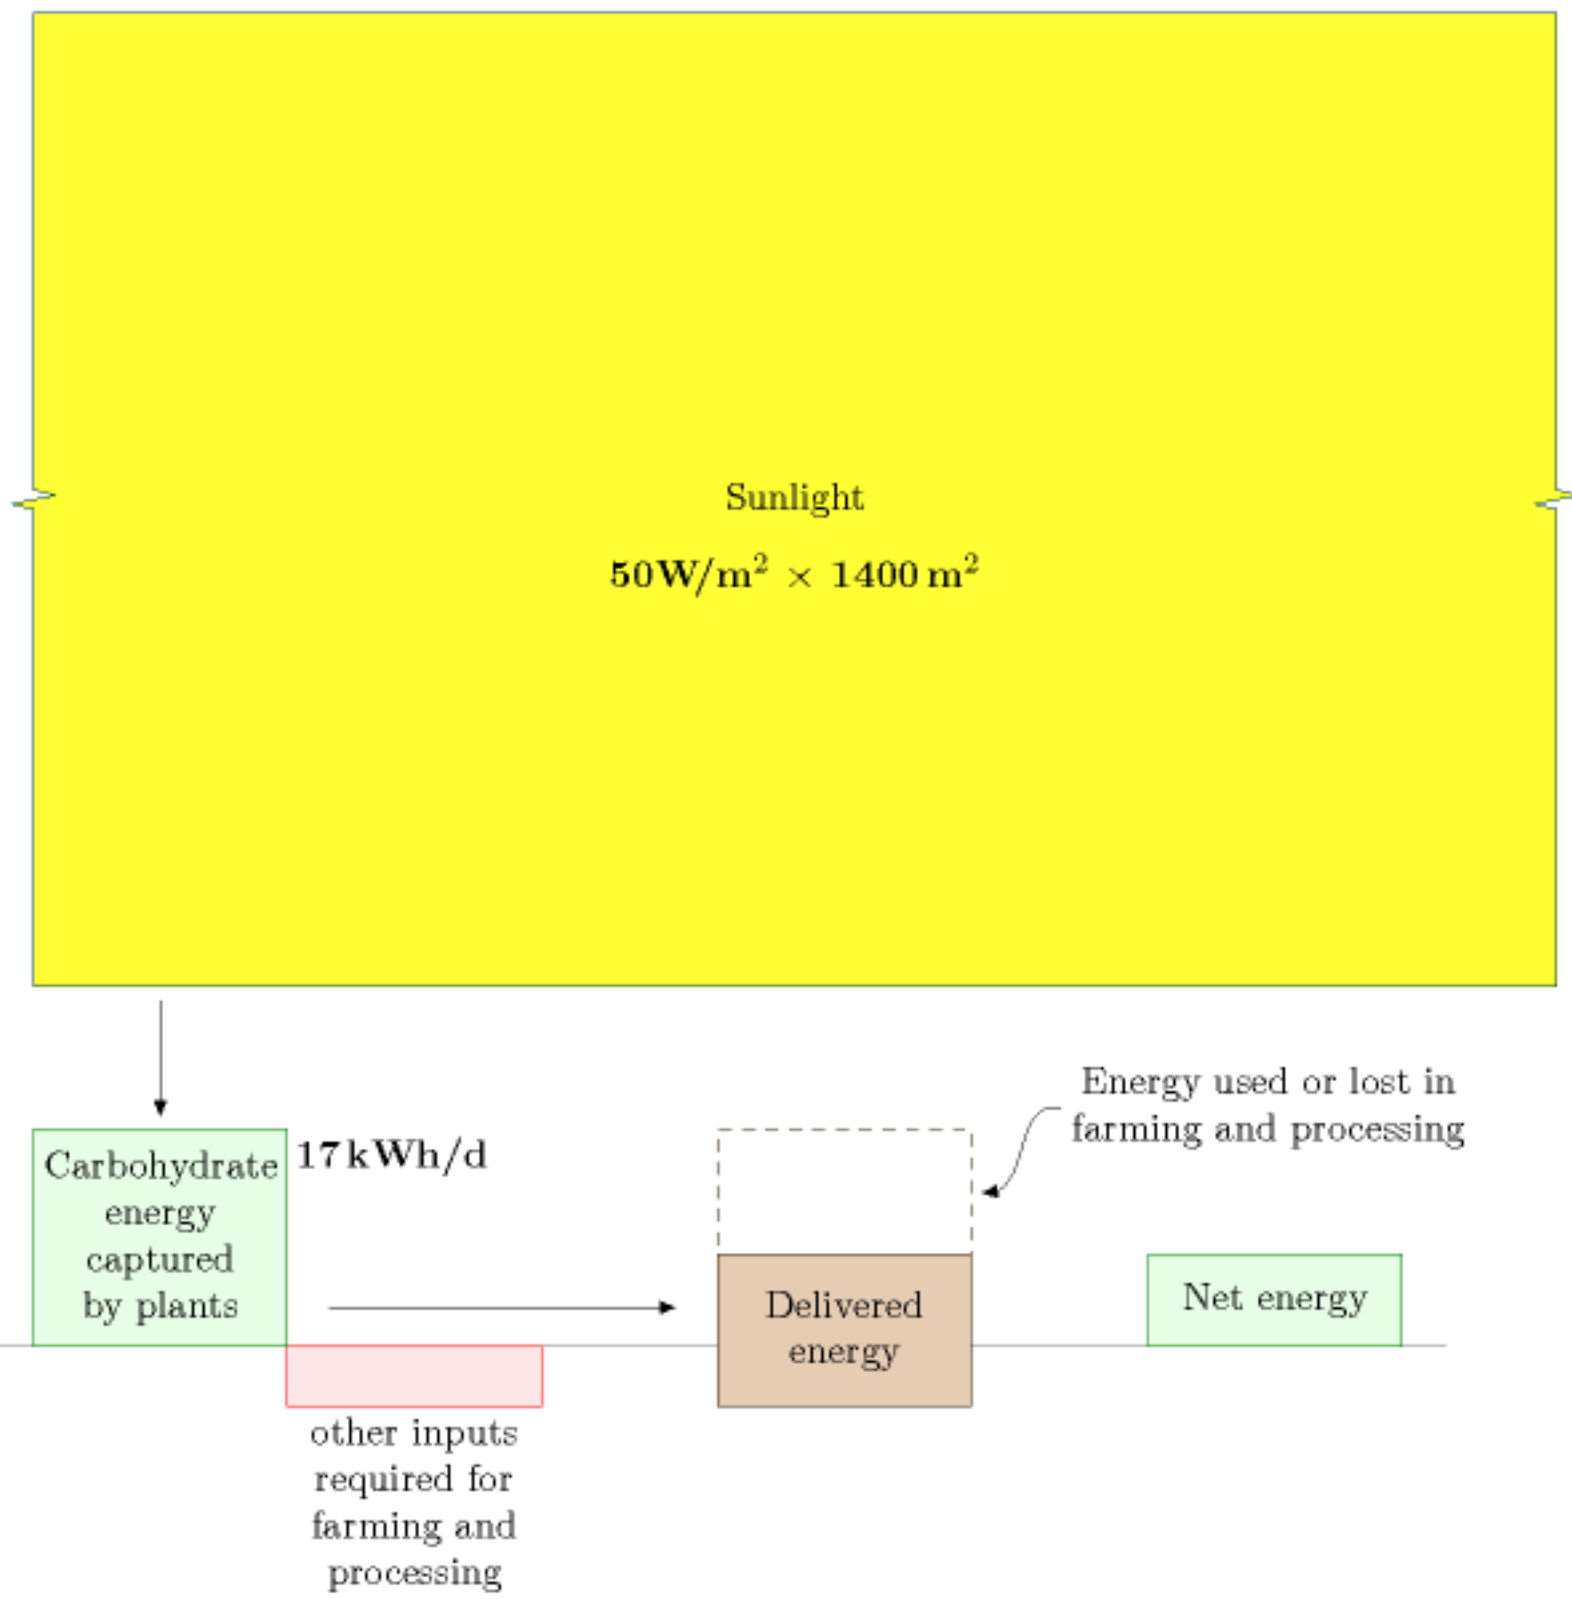 Sunlight
50W/m² × 1400 m²
Energy used or lost in
farming and processing
Carbohydrate
energy
captured
by plants
17 kWh/d
Delivered
energy
Net energy
other inputs
required for
farming and
processing